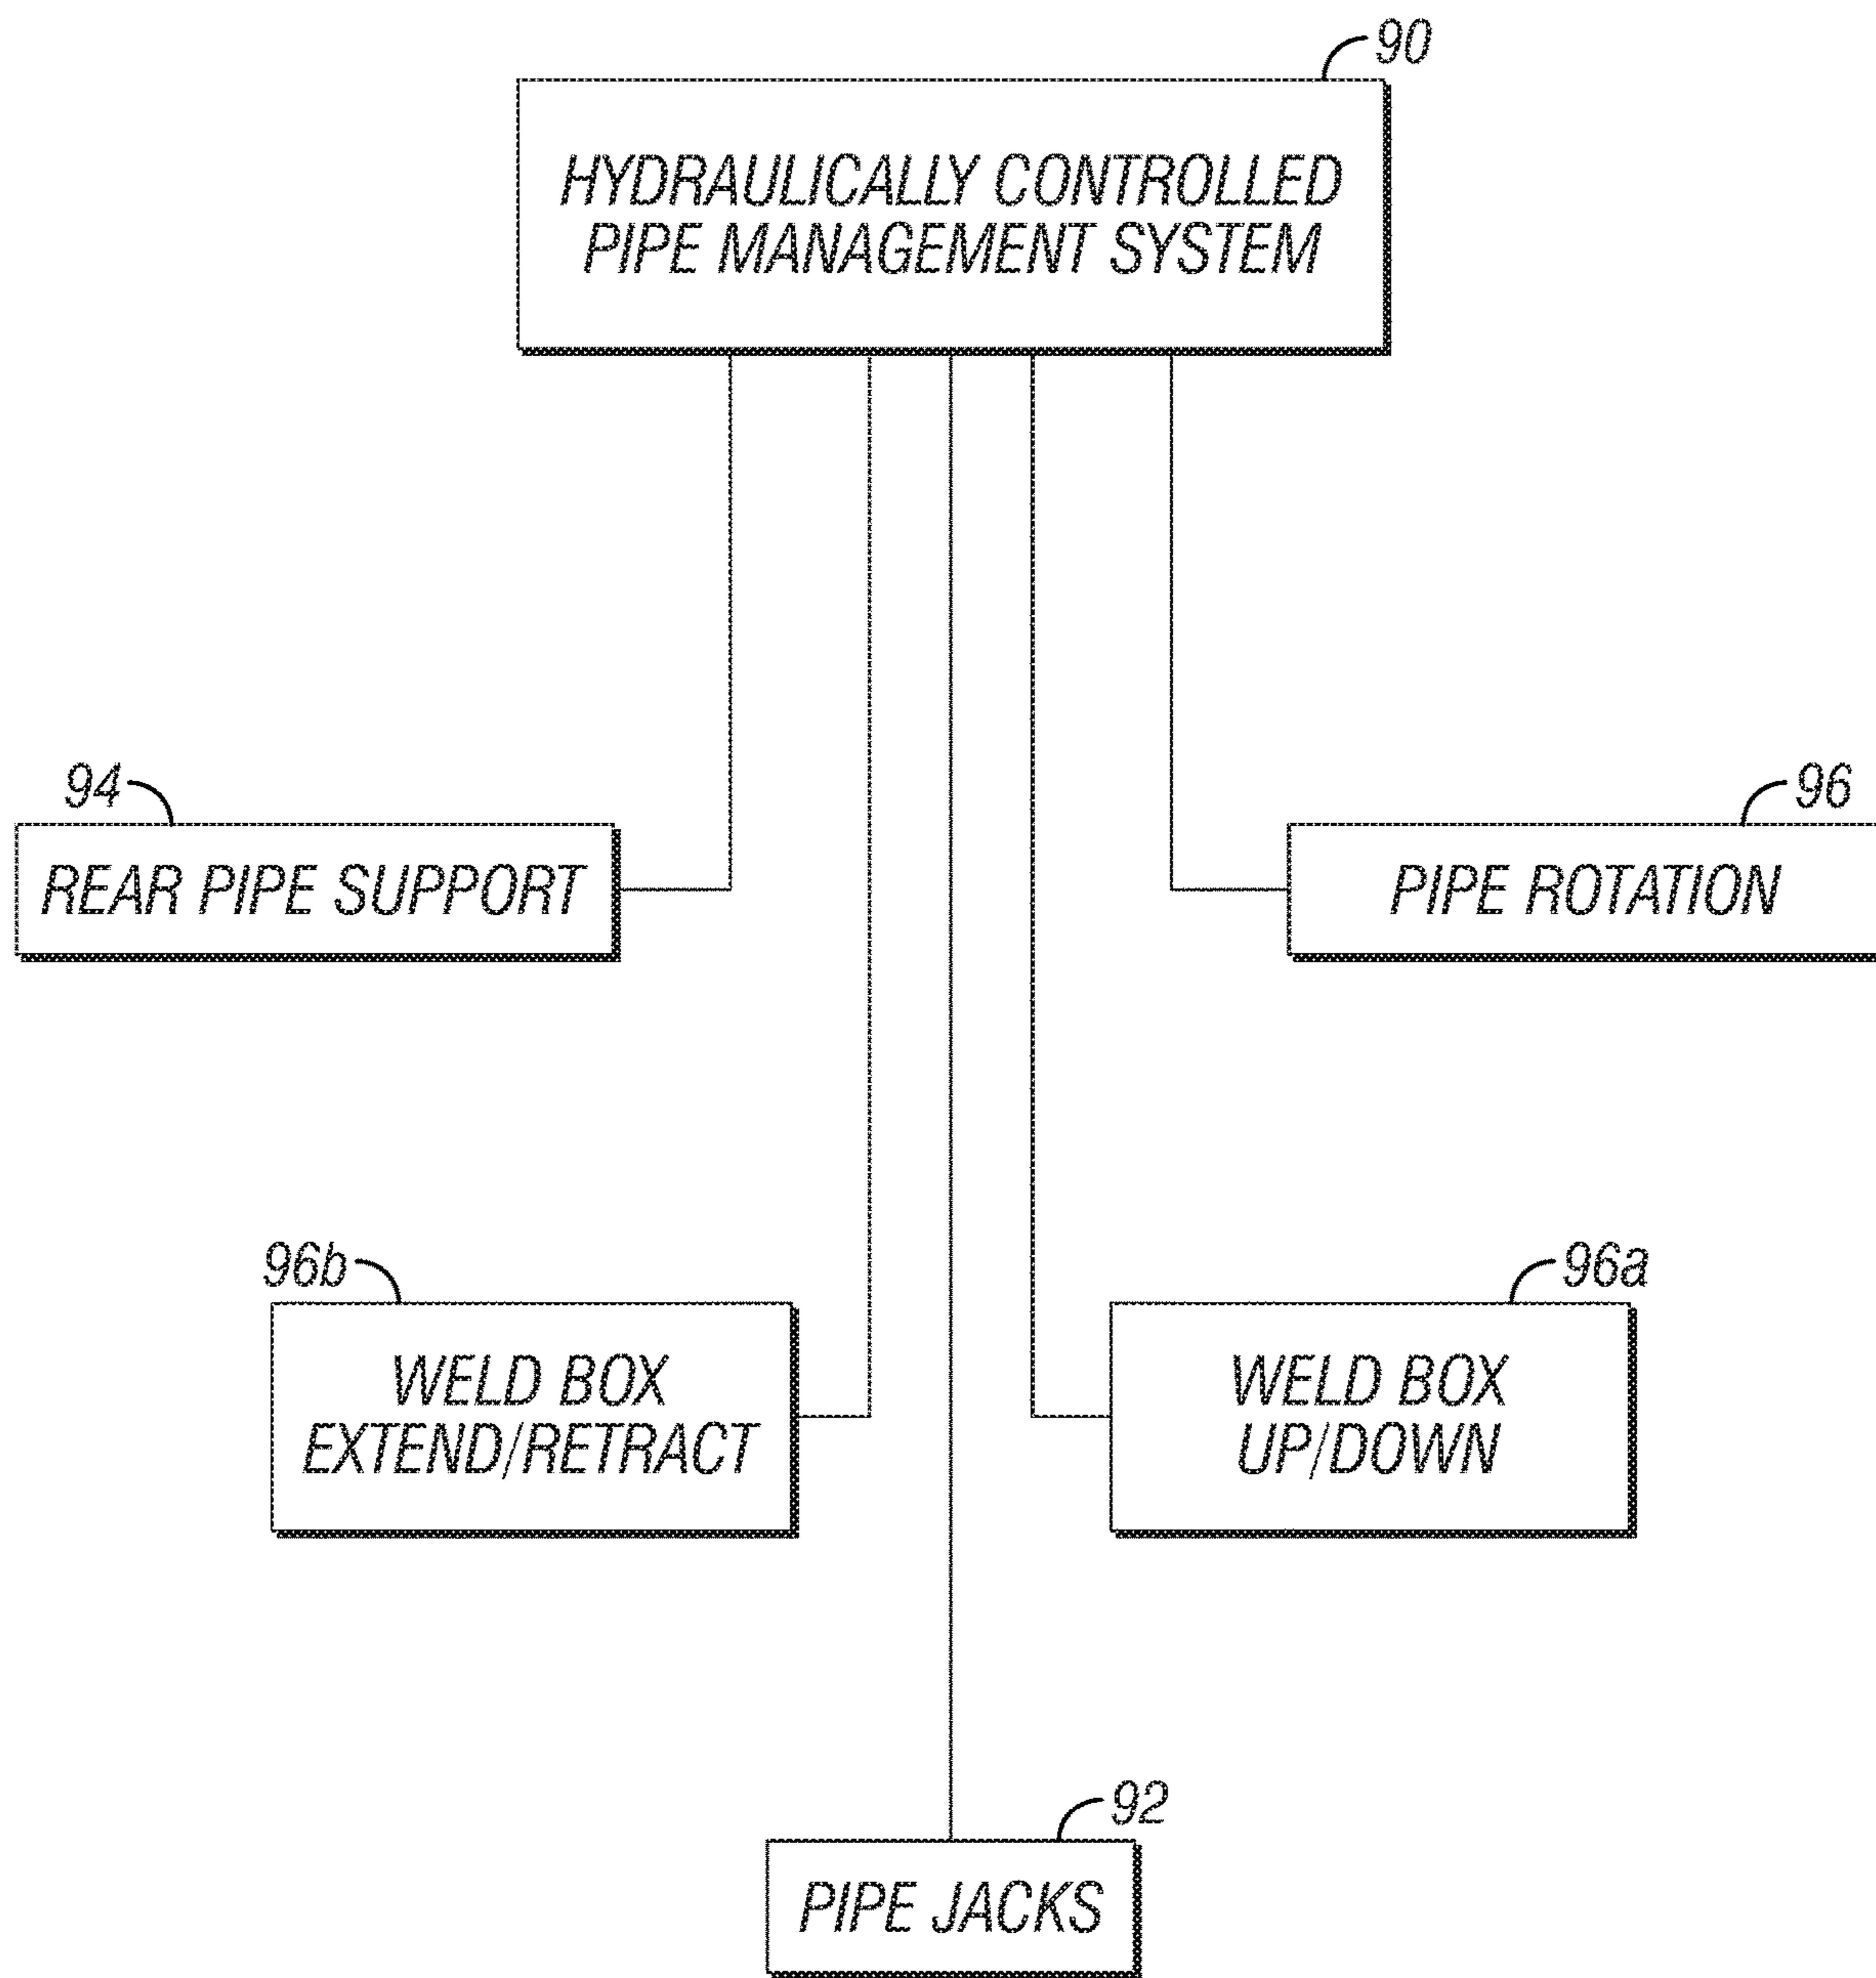 90
HYDRAULICALLY CONTROLLED
PIPE MANAGEMENT SYSTEM
94
REAR PIPE SUPPORT
96
PIPE ROTATION
96b
WELD BOX
EXTEND/RETRACT
96a
WELD BOX
UP/DOWN
92
PIPE JACKS